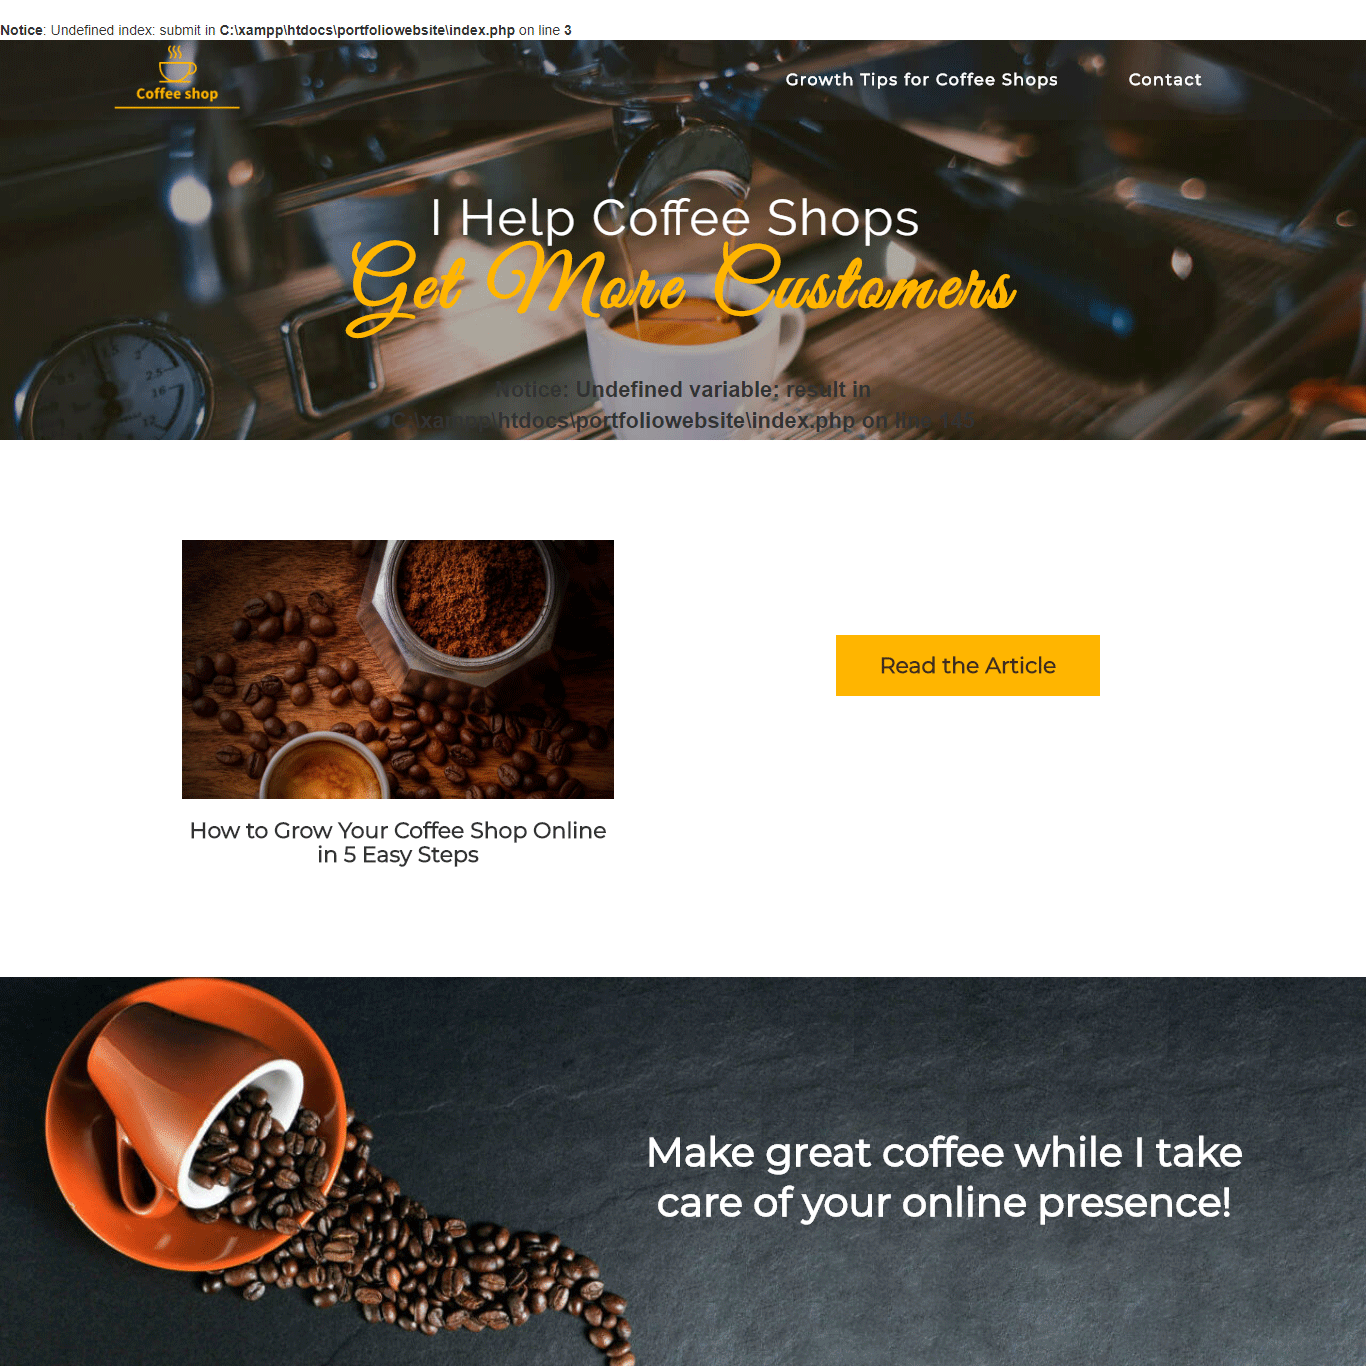 Notice: Undefined index: submit in C:\xampp\htdocs\portfoliowebsite\index.php on line 3
Coffee shop
Growth Tips for Coffee Shops
Contact
I Help Coffee Shops
Get More Customers
Notice: Undefined variable: result in
C:\xampp\htdocs\portfoliowebsite\index.php on line
Read the Article
How to Grow Your Coffee Shop Online
in 5 Easy Steps
Make great coffee while I take
care of your online presence!